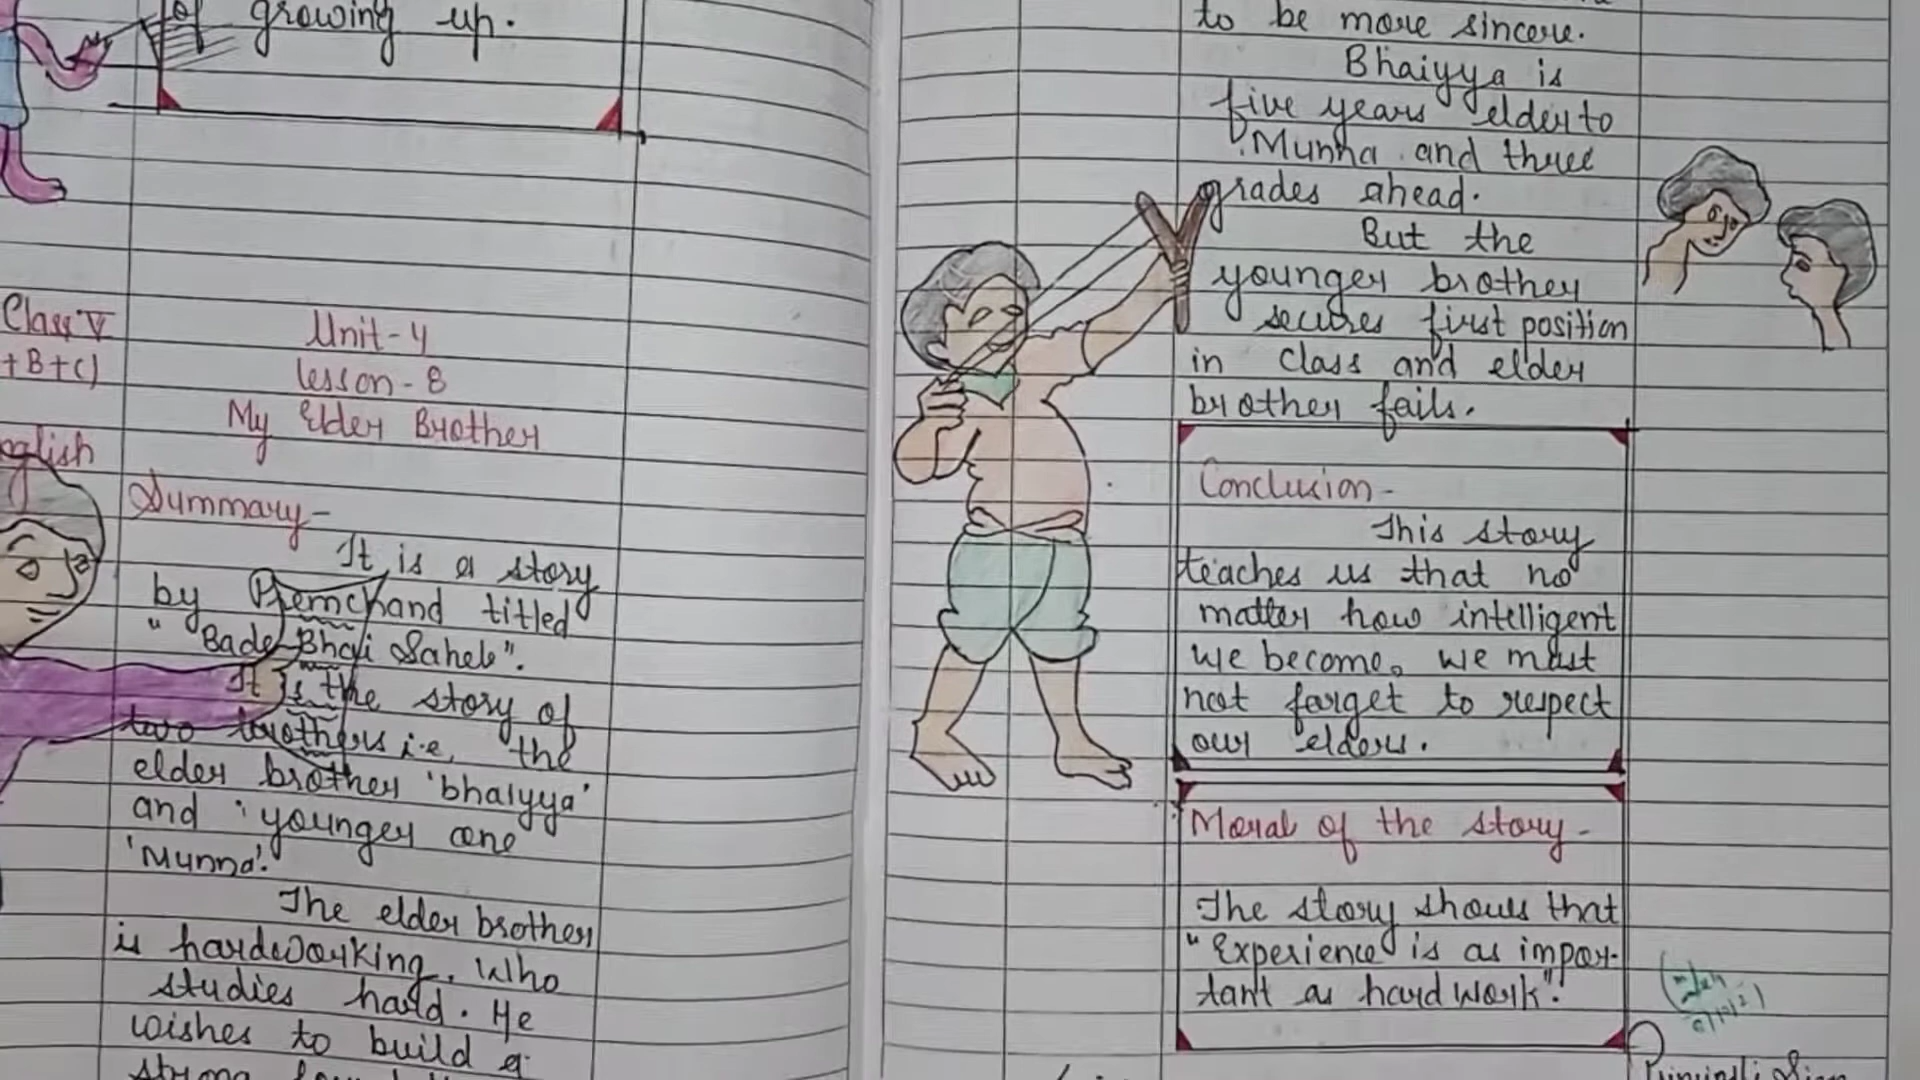 of growing up.
Class V
+B+C)
English
Unit-4
lesson-8
My Elder Brother
Summary-
It is a story
by Premchand titled
"Bade Bhai Saheb".
It is the story of
two brothers i.e, the
elder brother 'bhaiyya'
and younger one
'Munna'.
The elder brother
is hardworking, who
studies hard. He
wishes to build a
strong
to be more sincere.
Bhaiyya is
five years elder to
Munna and three
grades ahead.
But the
younger brother
secures first position
in class and elder
brother fails.
Conclusion-
This story
teaches us that no
matter how intelligent
we become, we must
not forget to respect
our elders.
Moral of the story-
The story shows that
"Experience is as impor-
tant as hard work".